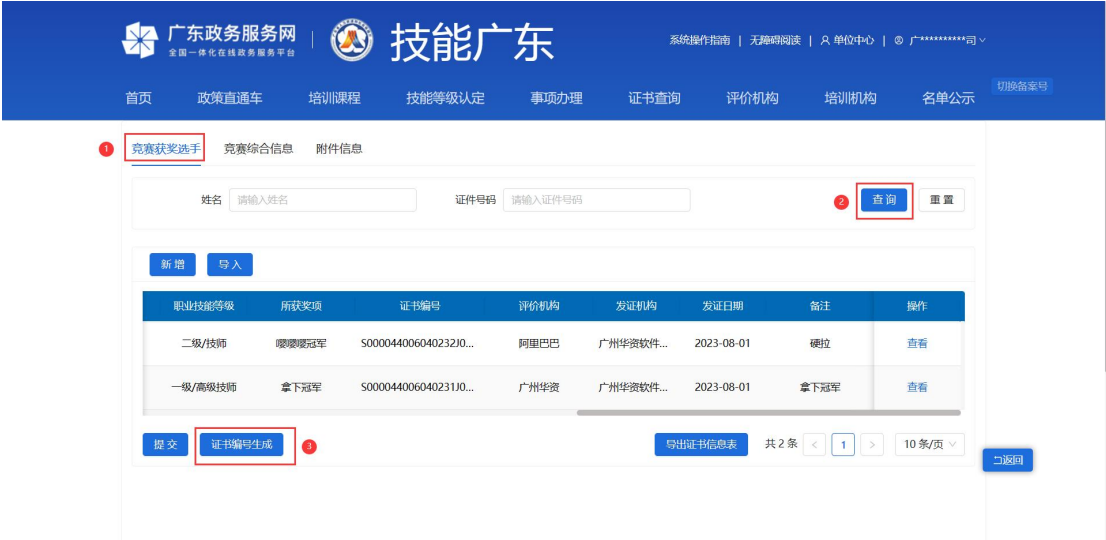 广东政务服务网
全国一体化在线政务服务平台
技能广东
系统操作指南 | 无障碍阅读 | 单位中心 | 广**********司
首页 政策直通车 培训课程 技能等级认定 事项办理 证书查询 评价机构 培训机构 名单公示
切换备案号
1 竞赛获奖选手 竞赛综合信息 附件信息
姓名 请输入姓名 证件号码 请输入证件号码 2 查询 重置
新增 导入
职业技能等级 所获奖项 证书编号 评价机构 发证机构 发证日期 备注 操作
二级/技师 嘤嘤嘤冠军 S000044006040232J0... 阿里巴巴 广州华资软件... 2023-08-01 硬拉 查看
一级/高级技师 拿下冠军 S000044006040231J0... 广州华资 广州华资软件... 2023-08-01 拿下冠军 查看
提交 证书编号生成 3 导出证书信息表 共 2 条 < 1 > 10 条/页
返回